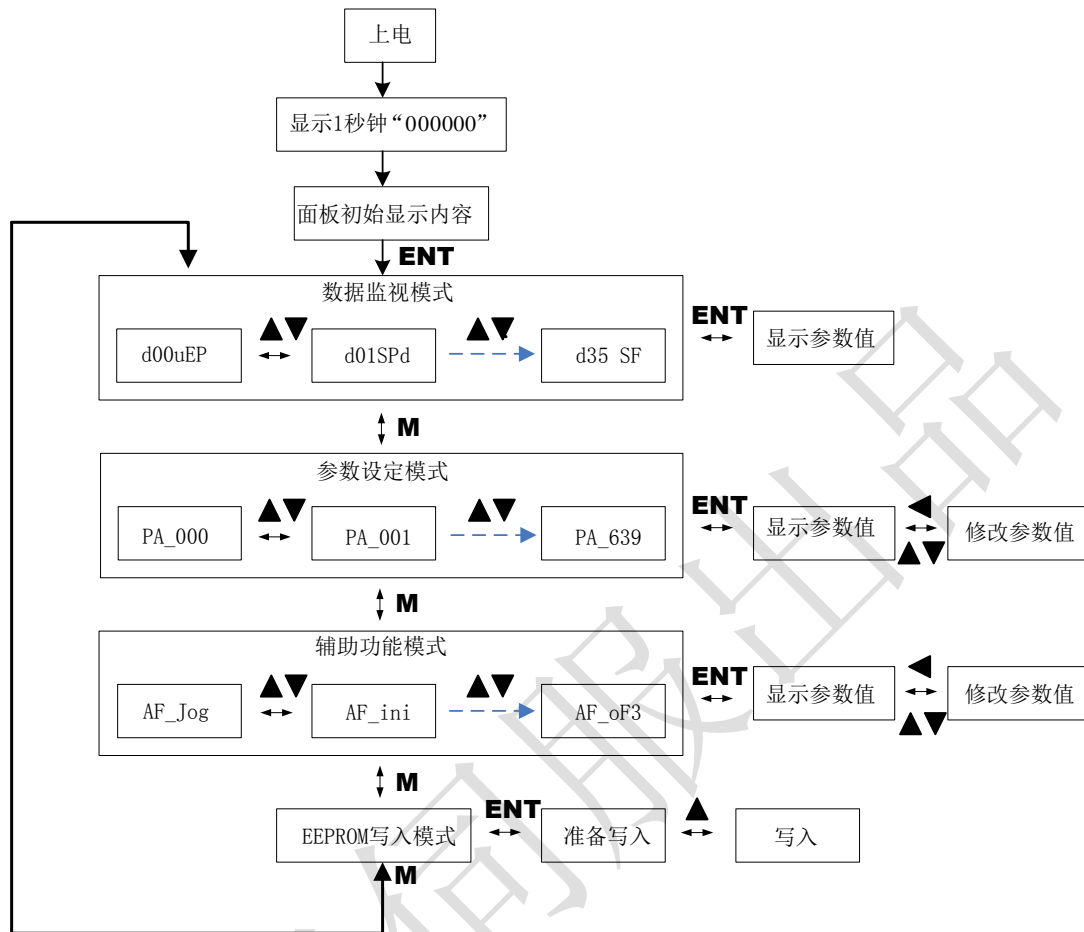 上电
显示1秒钟“000000”
面板初始显示内容
ENT
数据监视模式
d00uEP
▲▼
d01SPd
▲▼
d35 SF
ENT
显示参数值
M
参数设定模式
PA_000
▲▼
PA_001
▲▼
PA_639
ENT
显示参数值
◀
▲▼
修改参数值
M
辅助功能模式
AF_Jog
▲▼
AF_ini
▲▼
AF_oF3
ENT
显示参数值
◀
▲▼
修改参数值
M
EEPROM写入模式
ENT
准备写入
▲
写入
M
伺服出品